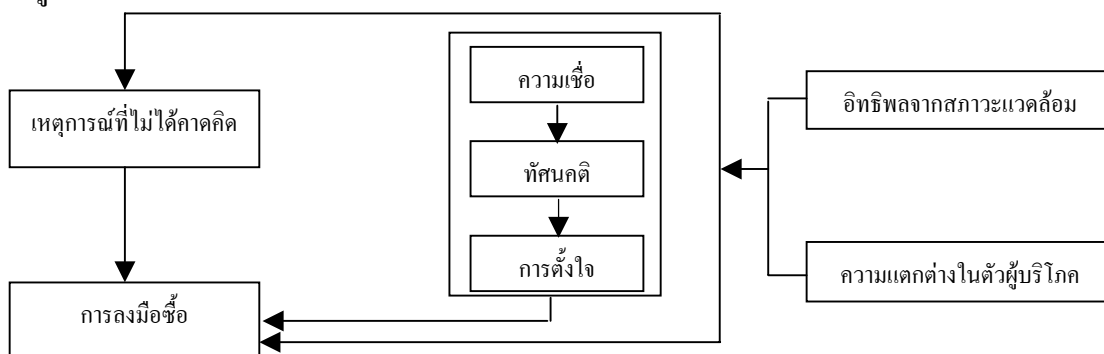 ความเชื่อ
อิทธิพลจากสภาวะแวดล้อม
เหตุการณ์ที่ไม่ได้คาดคิด
ทัศนคติ
การตั้งใจ
ความแตกต่างในตัวผู้บริโภค
การลงมือซื้อ